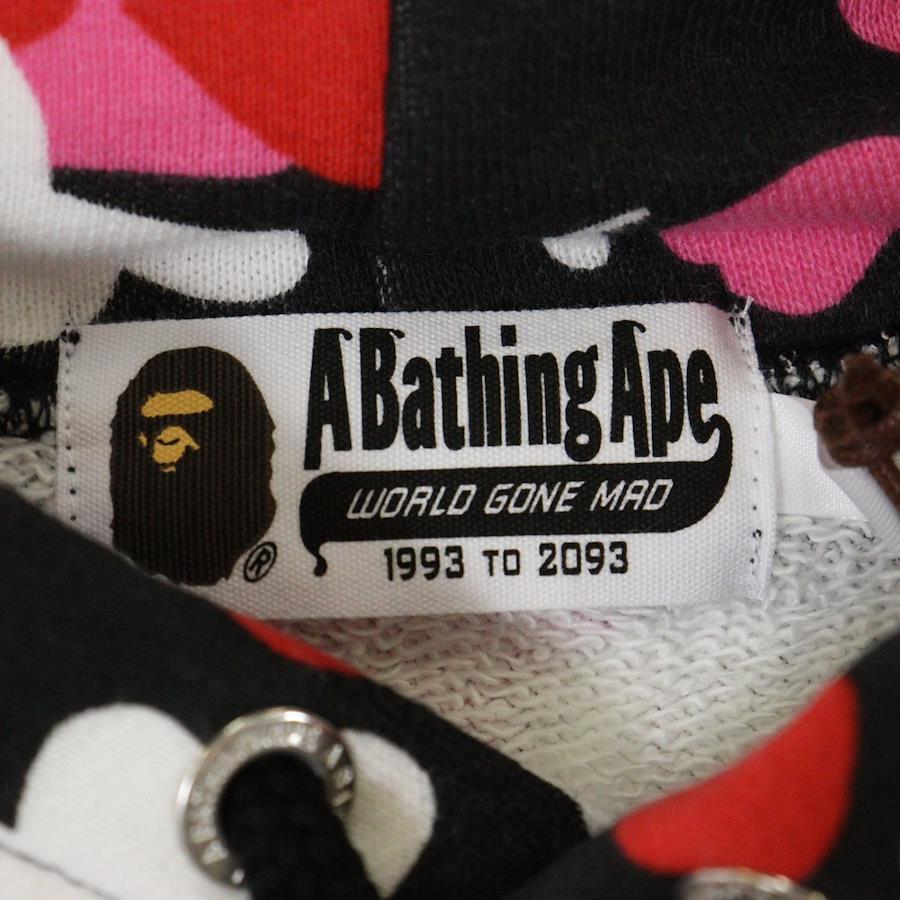 A Bathing Ape
WORLD GONE MAD
1993 TO 2093
®